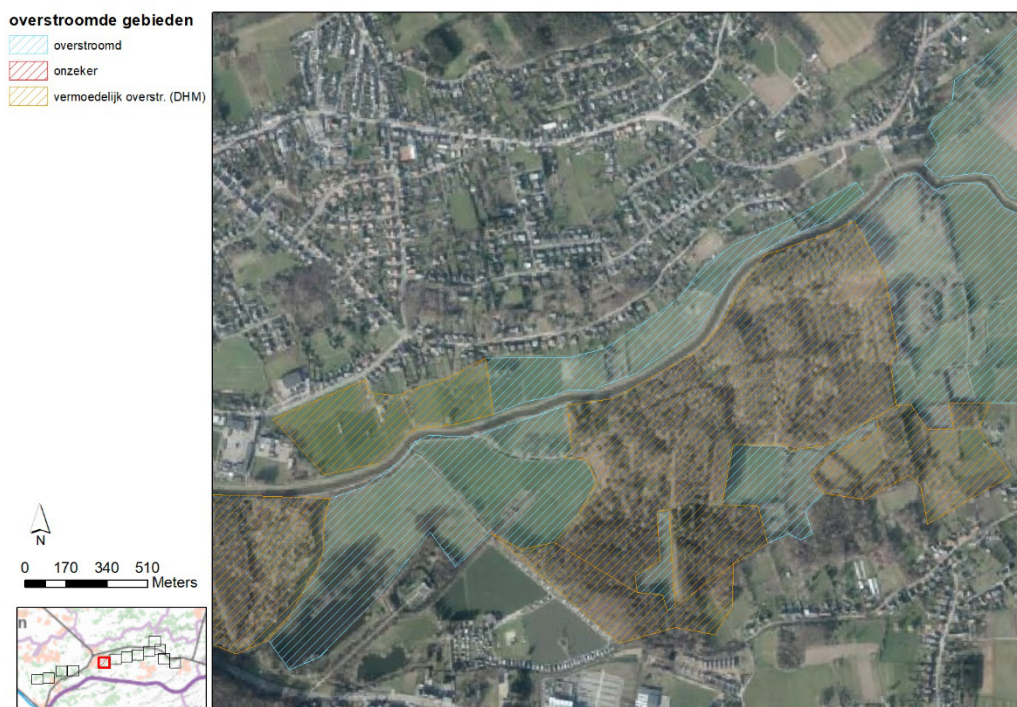 overstroomde gebieden
overstroomd
onzeker
vermoedelijk overstr. (DHM)
N
0 170 340 510
Meters
n